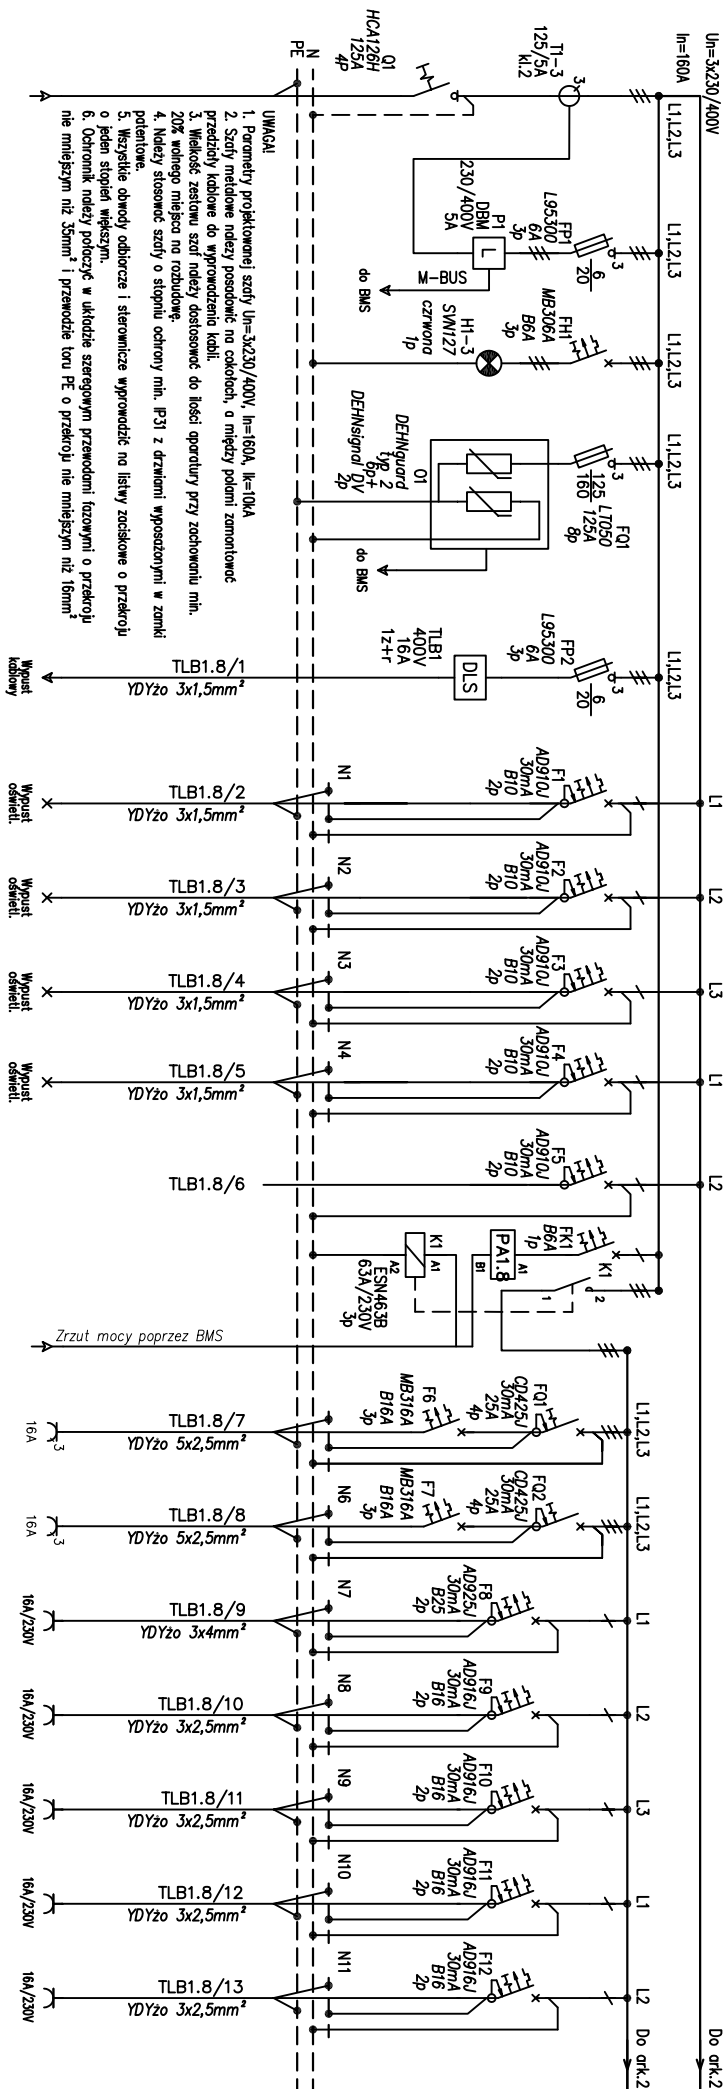 Un=3x230/400V
In=160A
L1,L2,L3
T1-3
125/5A
kl.2
3
Q1
HCA126H
125A
4P
N
PE
L1,L2,L3
3
6
20
FP1
L95300
6A
3p
P1
DBM
230/400V
5A
L
M-BUS
do BMS
L1,L2,L3
FH1
MB306A
B6A
3p
H1-3
SVN127
czrwona
1p
L1,L2,L3
3
125
160
FQ1
LT050
125A
8p
O1
DEHNguard
typ 2
6p+
DEHNsignal DV
2p
do BMS
UWAGA!
1. Parametry projektowanej szafy Un=3x230/400V, In=160A, Ik=10kA
2. Szafy metalowe należy posadowić na cokołach, a między polami zamontować
przedziały kablowe do wyprowadzenia kabli.
3. Wielkość zestawu szaf należy dostosować do ilości aparatury przy zachowaniu min.
20% wolnego miejsca na rozbudowę.
4. Należy stosować szafy o stopniu ochrony min. IP31 z drzwiami wyposażonymi w zamki
patentowe.
5. Wszystkie obwody odbiorcze i sterownicze wyprowadzić na listwy zaciskowe o przekroju
o jeden stopień większym.
6. Ochronnik należy połączyć w układzie szeregowym przewodami fazowymi o przekroju
nie mniejszym niż 35mm² i przewodzie toru PE o przekroju nie mniejszym niż 16mm²
L1,L2,L3
3
6
20
FP2
L95300
6A
3p
TLB1
400V
16A
1z+r
DLS
TLB1.8/1
YDYżo 3x1,5mm²
Wypust
kablowy
L1
F1
AD910J
30mA
B10
2p
N1
TLB1.8/2
YDYżo 3x1,5mm²
Wypust
oświetl.
L2
F2
AD910J
30mA
B10
2p
N2
TLB1.8/3
YDYżo 3x1,5mm²
Wypust
oświetl.
L3
F3
AD910J
30mA
B10
2p
N3
TLB1.8/4
YDYżo 3x1,5mm²
Wypust
oświetl.
L1
F4
AD910J
30mA
B10
2p
N4
TLB1.8/5
YDYżo 3x1,5mm²
Wypust
oświetl.
L2
F5
AD910J
30mA
B10
2p
TLB1.8/6
FK1
B6A
1p
PA1.8
A1
B1
K1
1
2
K1
A1
A2
ESN463B
63A/230V
3p
Zrzut mocy poprzez BMS
L1,L2,L3
FQ1
CD425J
30mA
25A
4p
F6
MB316A
B16A
3p
N5
TLB1.8/7
YDYżo 5x2,5mm²
3
16A
L1,L2,L3
FQ2
CD425J
30mA
25A
4p
F7
MB316A
B16A
3p
N6
TLB1.8/8
YDYżo 5x2,5mm²
3
16A
L1
F8
AD925J
30mA
B25
2p
N7
TLB1.8/9
YDYżo 3x4mm²
16A/230V
L2
F9
AD916J
30mA
B16
2p
N8
TLB1.8/10
YDYżo 3x2,5mm²
16A/230V
L3
F10
AD916J
30mA
B16
2p
N9
TLB1.8/11
YDYżo 3x2,5mm²
16A/230V
L1
F11
AD916J
30mA
B16
2p
N10
TLB1.8/12
YDYżo 3x2,5mm²
16A/230V
L2
F12
AD916J
30mA
B16
2p
N11
TLB1.8/13
YDYżo 3x2,5mm²
16A/230V
Do ark.2
Do ark.2